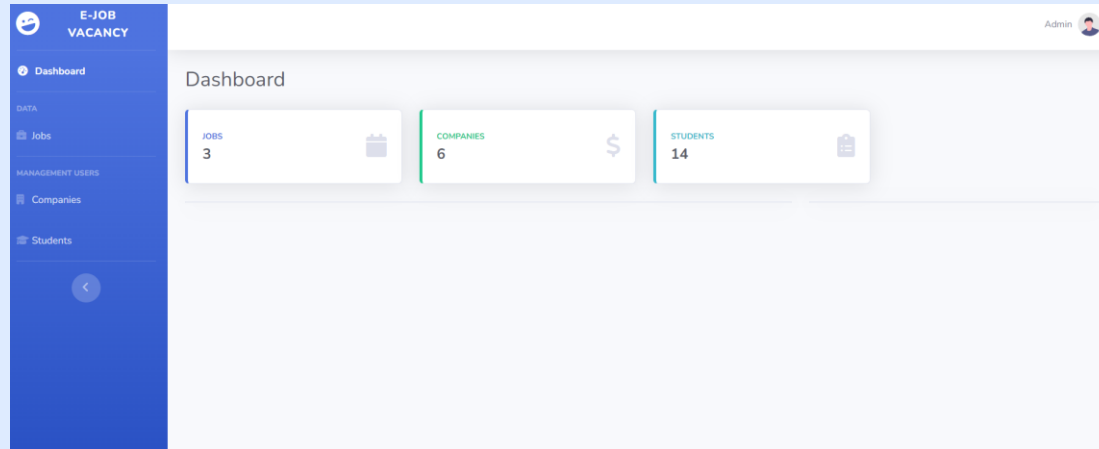 E-JOB
VACANCY
Admin
Dashboard
DATA
Jobs
MANAGEMENT USERS
Companies
Students
Dashboard
JOBS
3
COMPANIES
6
STUDENTS
14